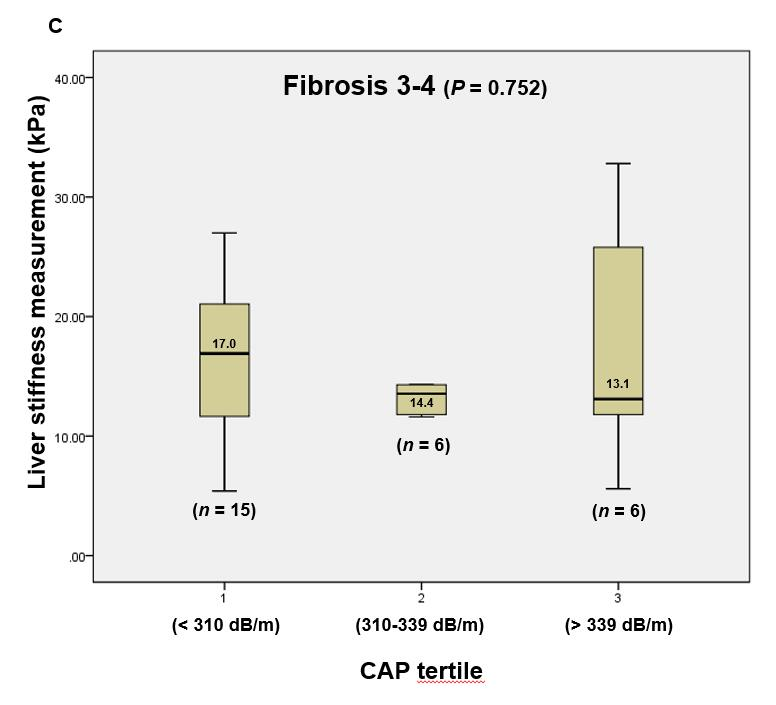 C
Fibrosis 3-4 (P = 0.752)
Liver stiffness measurement (kPa)
40.00
30.00
20.00
10.00
.00
17.0
14.4
13.1
(n = 15)
(n = 6)
(n = 6)
1
2
3
(< 310 dB/m)
(310-339 dB/m)
(> 339 dB/m)
CAP tertile